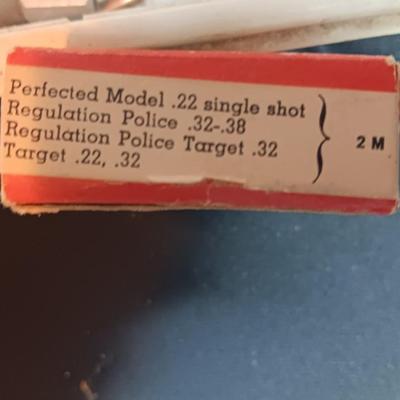 Perfected Model .22 single shot
Regulation Police .32-.38
Regulation Police Target .32
Target .22, .32
2 M